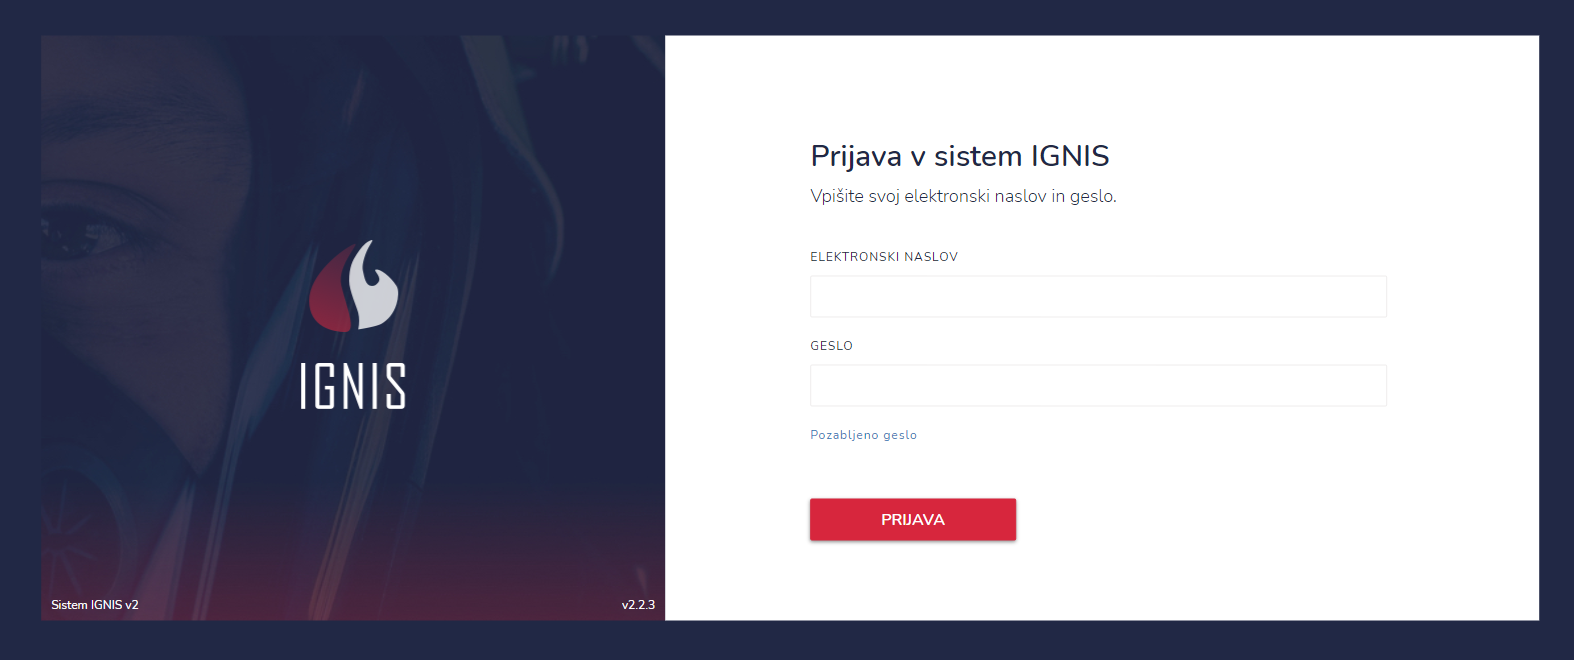 IGNIS
Sistem IGNIS v2
v2.2.3
Prijava v sistem IGNIS
Vpišite svoj elektronski naslov in geslo.
ELEKTRONSKI NASLOV
GESLO
Pozabljeno geslo
PRIJAVA